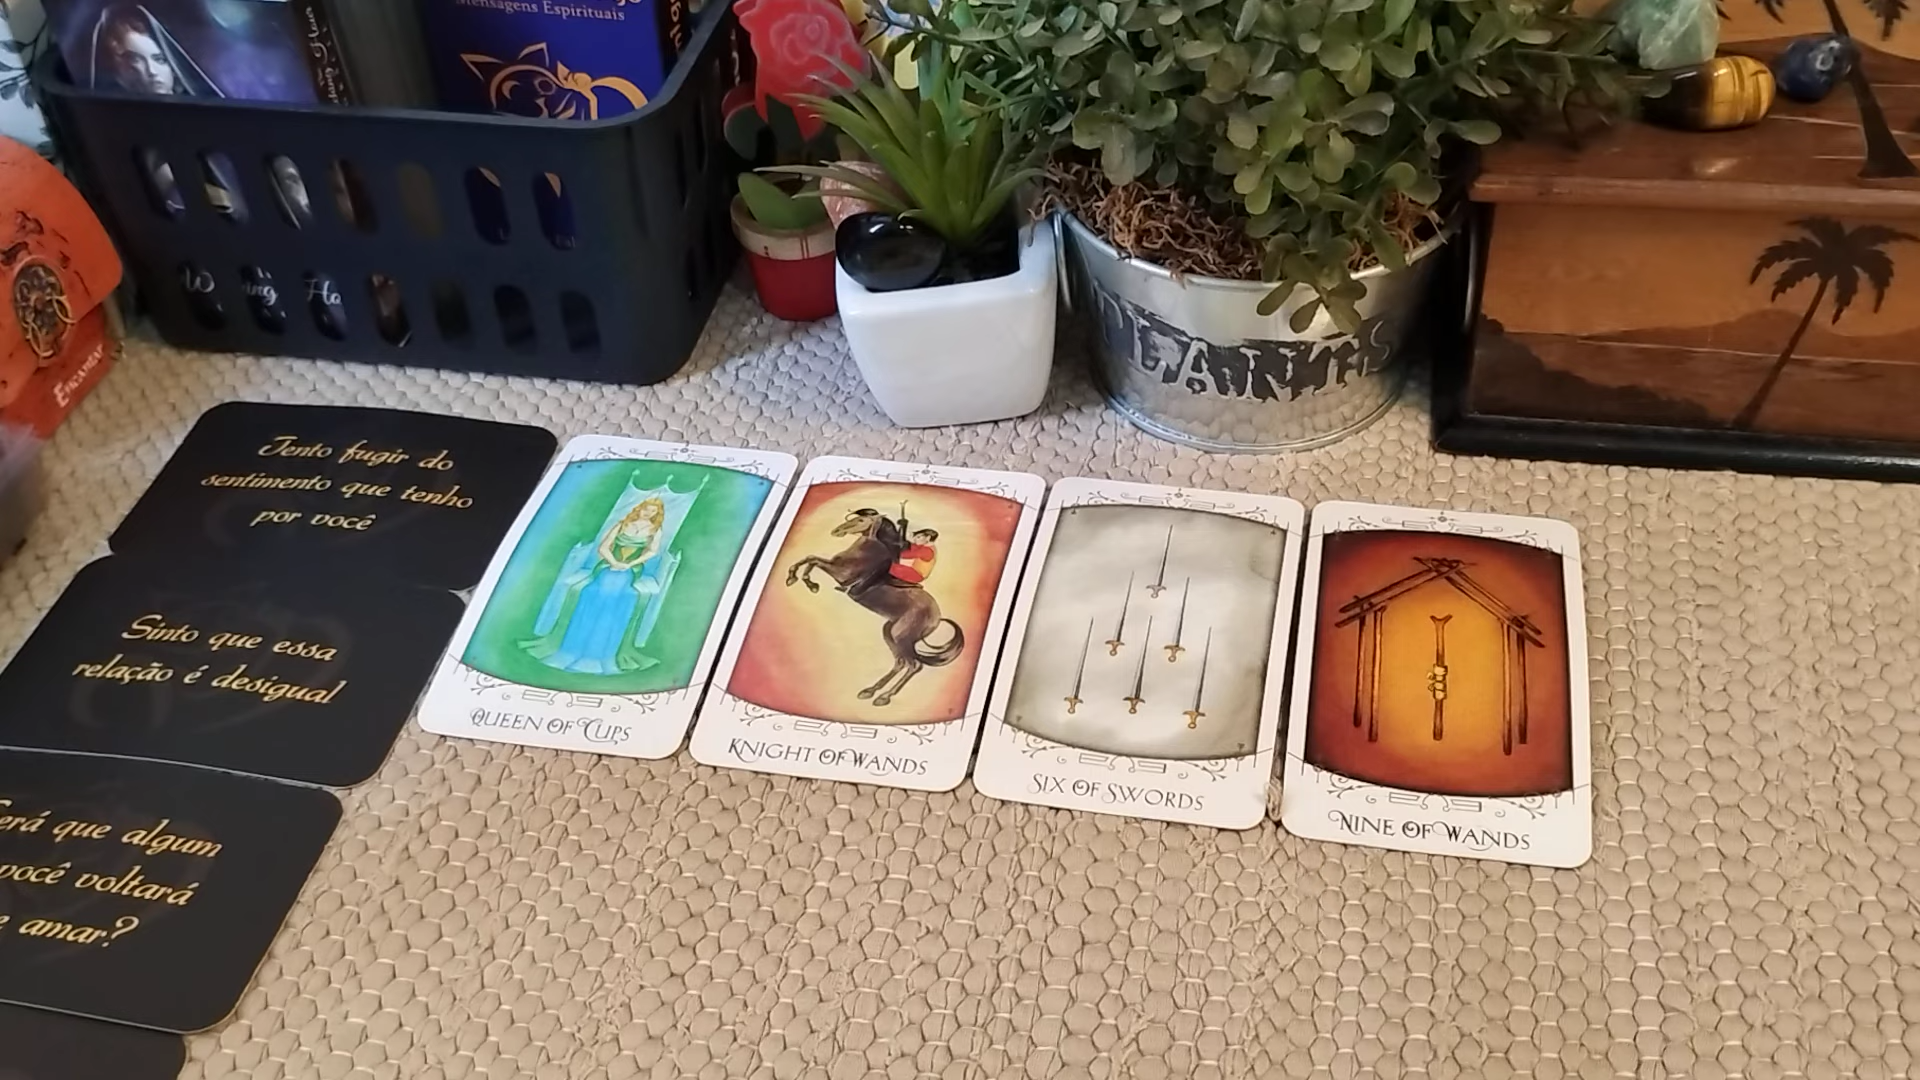 Mensagens Espirituais
PLANTS
Tento fugir do
sentimento que tenho
por você
Sinto que essa
relação é desigual
que algum
você voltará
amar?
QUEEN OF CUPS
KNIGHT OF WANDS
SIX OF SWORDS
NINE OF WANDS